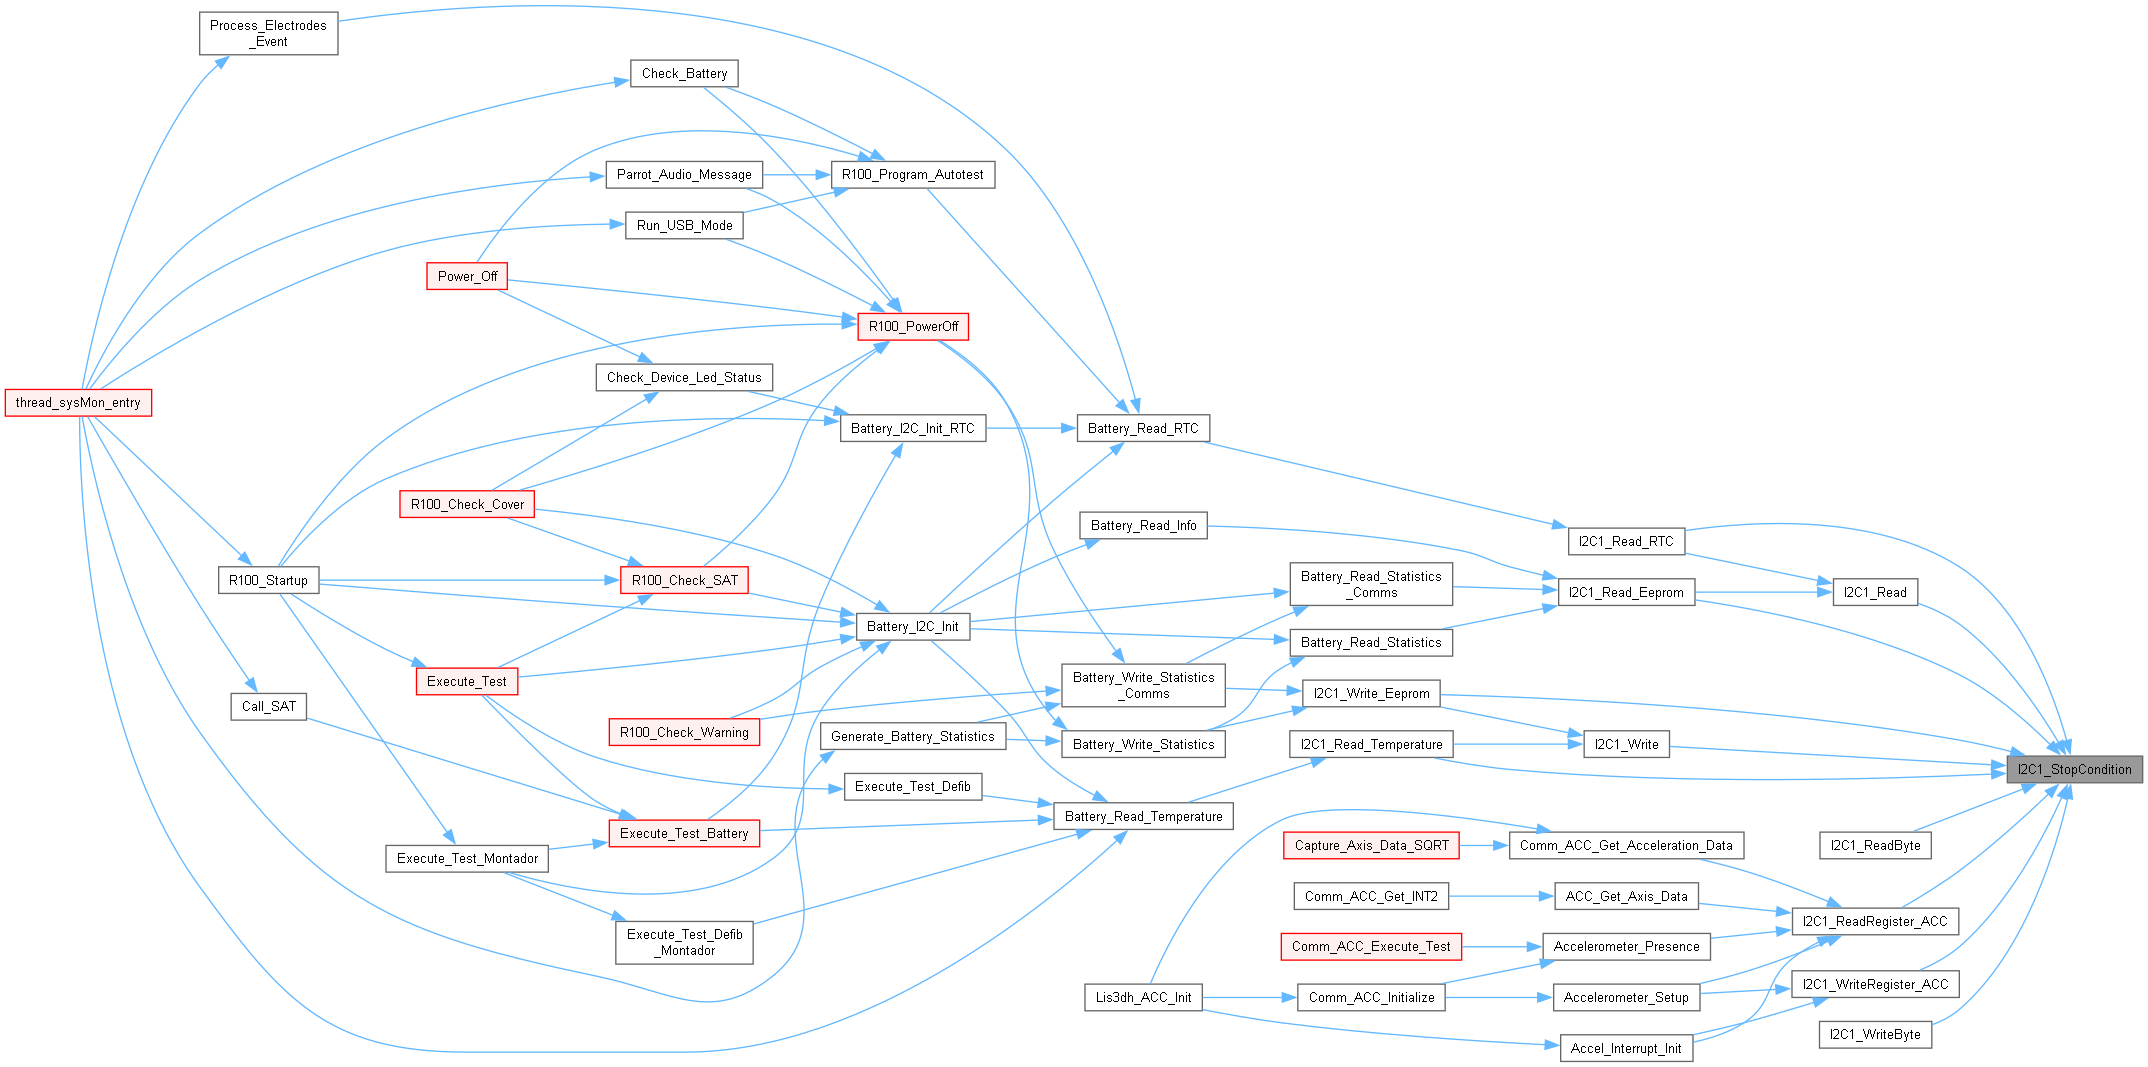 Process_Electrodes
_Event
Check_Battery
Parrot_Audio_Message
R100_Program_Autotest
Run_USB_Mode
Power_Off
R100_PowerOff
Check_Device_Led_Status
thread_sysMon_entry
Battery_I2C_Init_RTC
Battery_Read_RTC
R100_Check_Cover
Battery_Read_Info
I2C1_Read_RTC
R100_Startup
R100_Check_SAT
Battery_Read_Statistics
_Comms
I2C1_Read_Eeprom
I2C1_Read
Battery_I2C_Init
Battery_Read_Statistics
Execute_Test
Battery_Write_Statistics
_Comms
I2C1_Write_Eeprom
Call_SAT
R100_Check_Warning
Generate_Battery_Statistics
Battery_Write_Statistics
I2C1_Read_Temperature
I2C1_Write
I2C1_StopCondition
Execute_Test_Defib
Battery_Read_Temperature
Execute_Test_Battery
Execute_Test_Montador
Capture_Axis_Data_SQRT
Comm_ACC_Get_Acceleration_Data
I2C1_ReadByte
Comm_ACC_Get_INT2
ACC_Get_Axis_Data
I2C1_ReadRegister_ACC
Execute_Test_Defib
_Montador
Comm_ACC_Execute_Test
Accelerometer_Presence
I2C1_WriteRegister_ACC
Lis3dh_ACC_Init
Comm_ACC_Initialize
Accelerometer_Setup
I2C1_WriteByte
Accel_Interrupt_Init